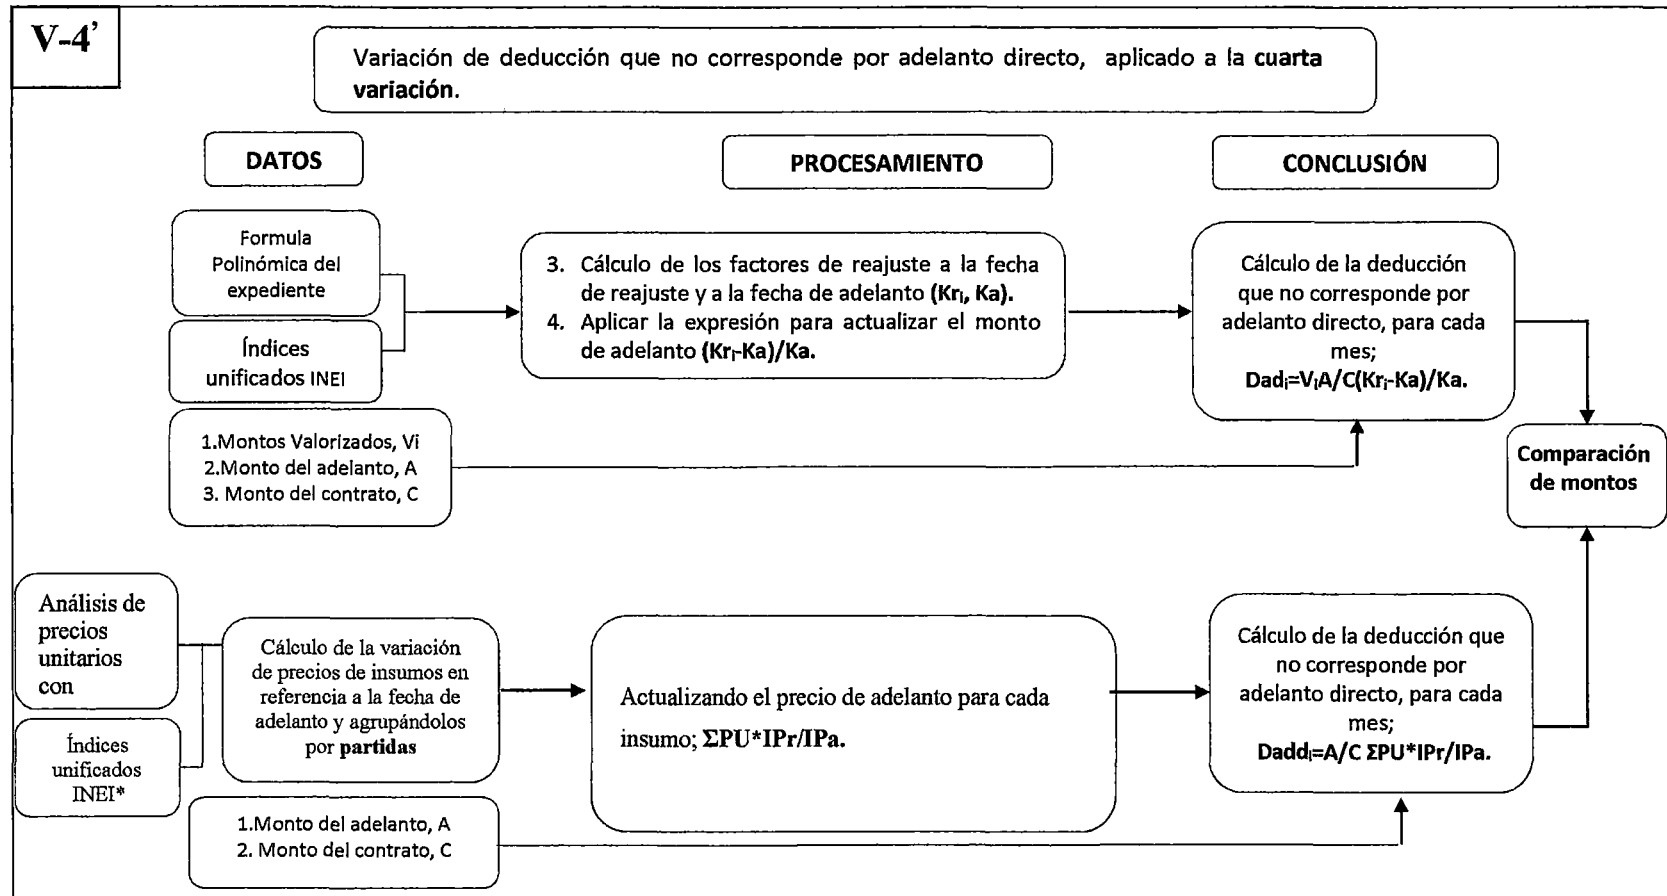 V-4’
Variación de deducción que no corresponde por adelanto directo, aplicado a la cuarta
variación.
DATOS
PROCESAMIENTO
CONCLUSIÓN
Formula
Polinómica del
expediente
Índices
unificados INEI
1.Montos Valorizados, Vi
2.Monto del adelanto, A
3. Monto del contrato, C
3. Cálculo de los factores de reajuste a la fecha
de reajuste y a la fecha de adelanto (Krᵢ, Ka).
4. Aplicar la expresión para actualizar el monto
de adelanto (Krᵢ-Ka)/Ka.
Cálculo de la deducción
que no corresponde por
adelanto directo, para cada
mes;
Dadᵢ=VᵢA/C(Krᵢ-Ka)/Ka.
Comparación
de montos
Análisis de
precios
unitarios
con
Índices
unificados
INEI*
Cálculo de la variación
de precios de insumos en
referencia a la fecha de
adelanto y agrupándolos
por partidas
1.Monto del adelanto, A
2. Monto del contrato, C
Actualizando el precio de adelanto para cada
insumo; ΣPU*IPr/IPa.
Cálculo de la deducción que
no corresponde por
adelanto directo, para cada
mes;
Daddᵢ=A/C ΣPU*IPr/IPa.